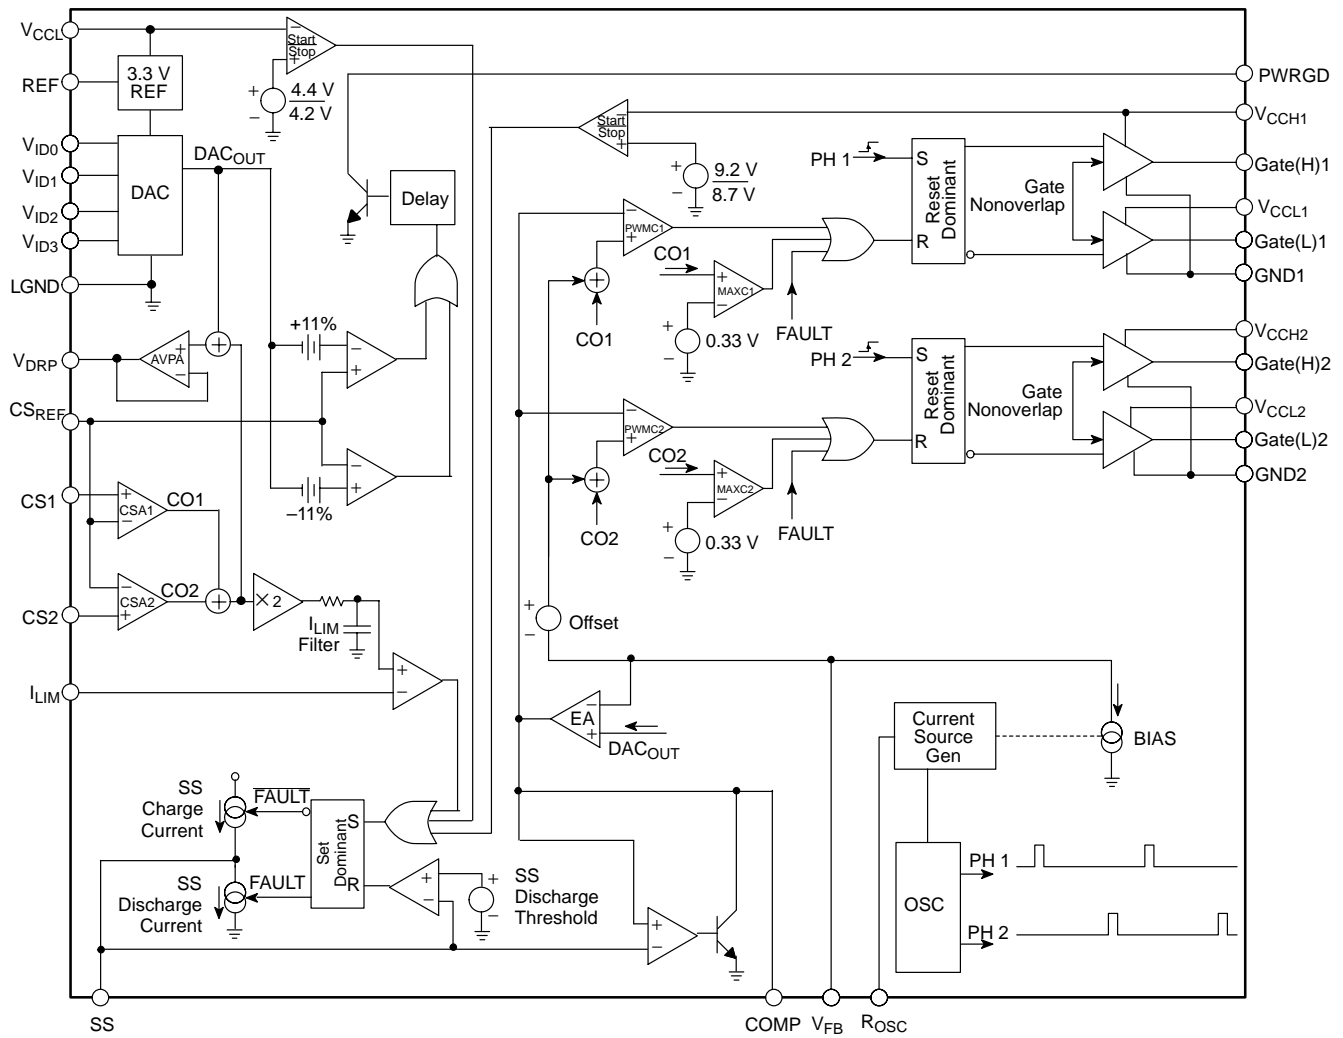 VCCL
REF
3.3 V
REF
VID0
VID1
VID2
VID3
DAC
DACOUT
LGND
VDRP
AVPA
+
+
−
CSREF
CS1
CSA1
+
−
CO1
CS2
CSA2
−
+
CO2
+
× 2
ILIM
Filter
ILIM
+
−
−
Start
Stop
+
+
−
4.4 V
4.2 V
+11%
−
+
−11%
−
+
Delay
−
Start
Stop
+
+
−
9.2 V
8.7 V
PWRGD
VCCH1
Gate(H)1
VCCL1
Gate(L)1
GND1
PH 1
S
R
Reset
Dominant
Gate
Nonoverlap
−
PWMC1
+
+
CO1
CO1
+
MAXC1
−
+
−
0.33 V
FAULT
VCCH2
Gate(H)2
VCCL2
Gate(L)2
GND2
PH 2
S
R
Reset
Dominant
Gate
Nonoverlap
−
PWMC2
+
+
CO2
CO2
+
MAXC2
−
+
−
0.33 V
FAULT
+
−
Offset
EA
−
+
DACOUT
Current
Source
Gen
BIAS
OSC
PH 1
PH 2
SS
Charge
Current
FAULT
SS
Discharge
Current
FAULT
Set
Dominant
S
R
+
−
+
−
SS
Discharge
Threshold
+
−
SS
COMP
VFB
ROSC